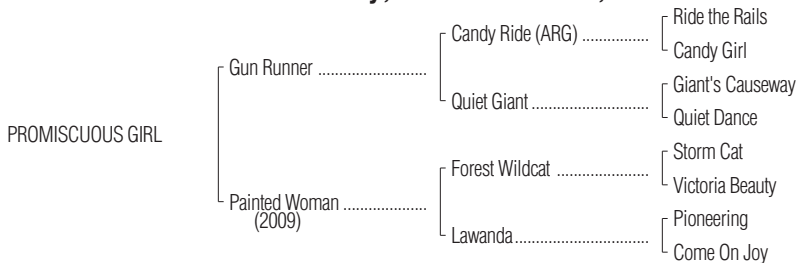 Ride the Rails
Candy Ride (ARG) ................
Candy Girl
Gun Runner ..........................
Giant's Causeway
Quiet Giant ..........................
Quiet Dance
PROMISCUOUS GIRL
Storm Cat
Forest Wildcat ...............
Victoria Beauty
Painted Woman ....................
(2009)
Pioneering
Lawanda ..........................
Come On Joy